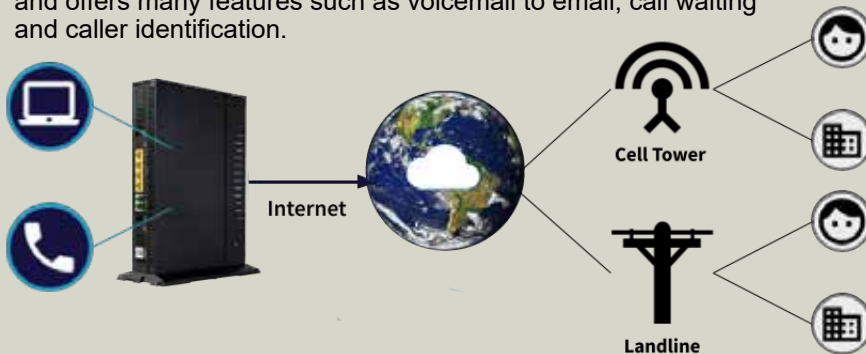 and offers many features such as voicemail to email, call waiting
and caller identification.
Cell Tower
Internet
Landline